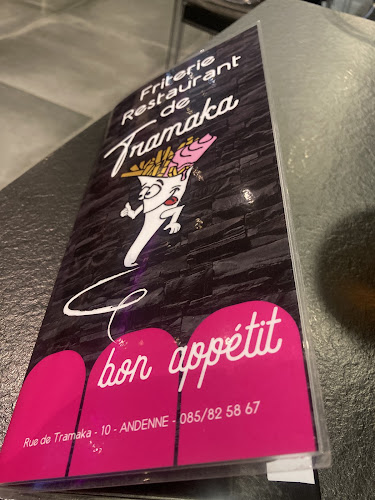 Friterie
Restaurant
de
Tramaka
bon appétit
Rue de Tramaka - 10 - ANDENNE - 085/82 58 67